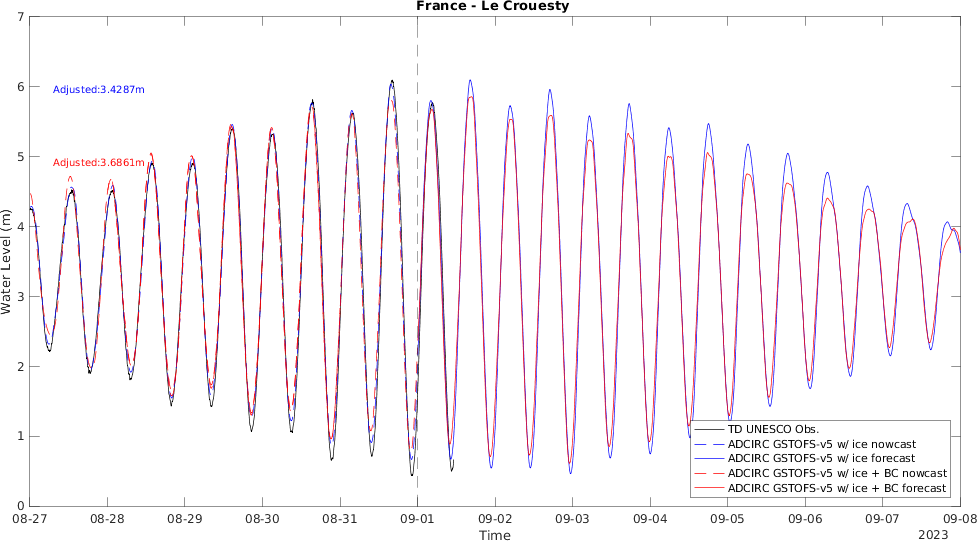 France - Le Crouesty
7
6
5
4
3
2
1
0
Water Level (m)
Adjusted:3.4287m
Adjusted:3.6861m
TD UNESCO Obs.
ADCIRC GSTOFS-v5 w/ ice nowcast
ADCIRC GSTOFS-v5 w/ ice forecast
ADCIRC GSTOFS-v5 w/ ice + BC nowcast
ADCIRC GSTOFS-v5 w/ ice + BC forecast
08-27 08-28 08-29 08-30 08-31 09-01 09-02 09-03 09-04 09-05 09-06 09-07 09-08
Time
2023